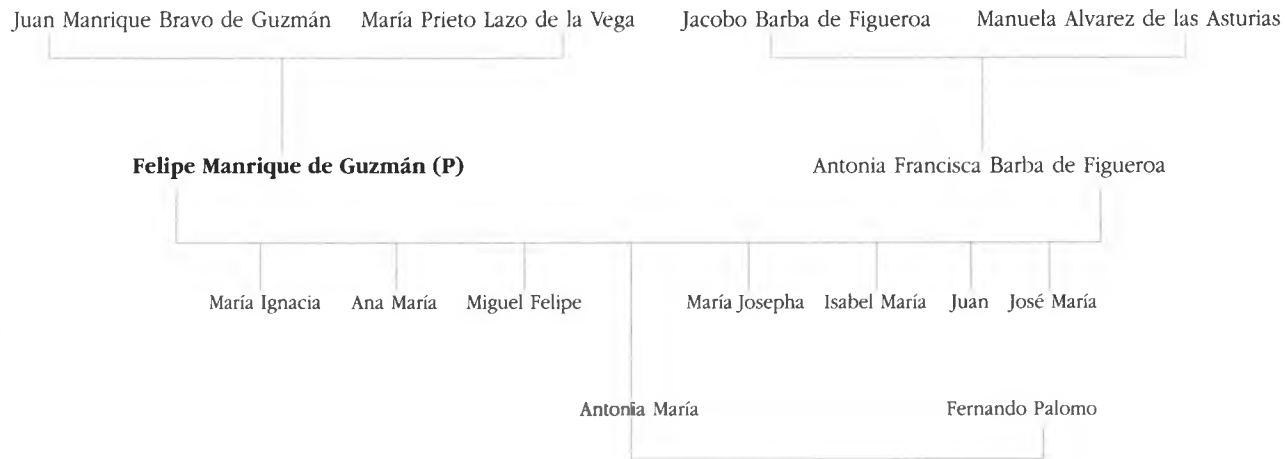 Juan Manrique Bravo de Guzmán María Prieto Lazo de la Vega Jacobo Barba de Figueroa Manuela Alvarez de las Asturias
Felipe Manrique de Guzmán (P) Antonia Francisca Barba de Figueroa
María Ignacia Ana María Miguel Felipe María Josepha Isabel María Juan José María
Antonia María Fernando Palomo